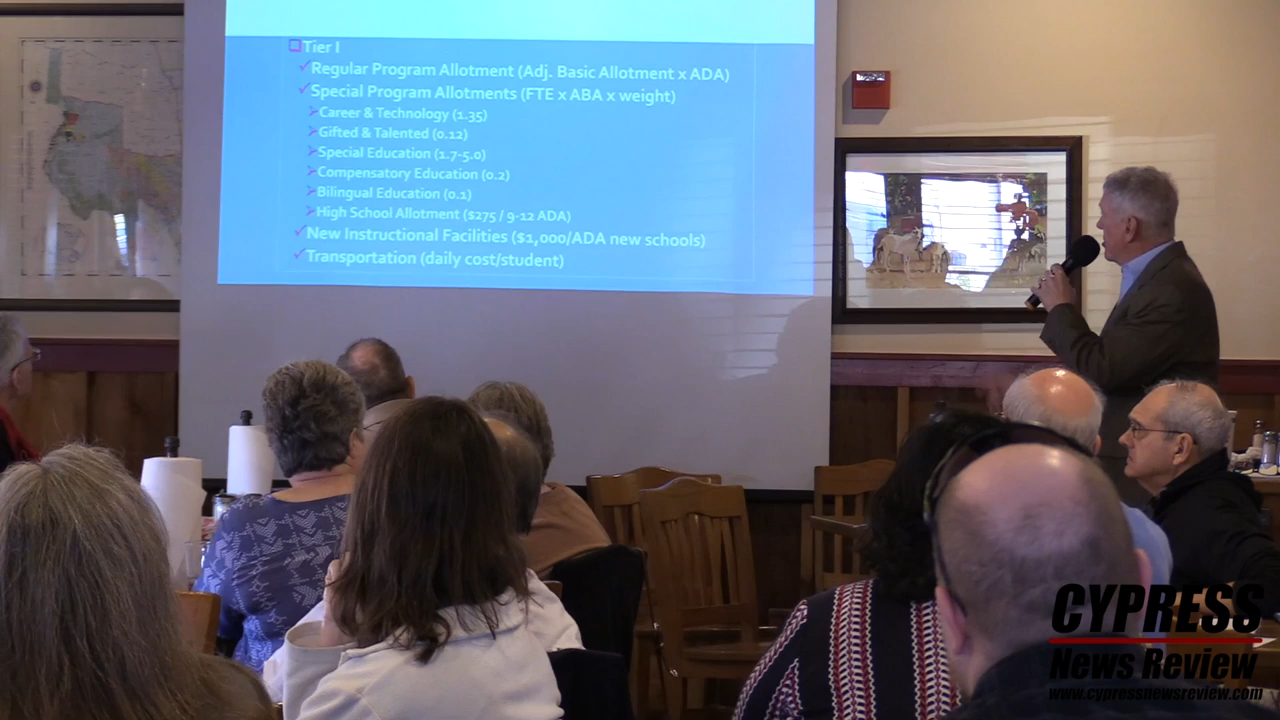 Tier I
Regular Program Allotment (Adj. Basic Allotment x ADA)
Special Program Allotments (FTE x ABA x weight)
Career & Technology (1.35)
Gifted & Talented (0.12)
Special Education (1.7-5.0)
Compensatory Education (0.2)
Bilingual Education (0.1)
High School Allotment ($275 / 9-12 ADA)
New Instructional Facilities ($1,000/ADA new schools)
Transportation (daily cost/student)
CYPRESS
News Review
www.cypressnewsreview.com